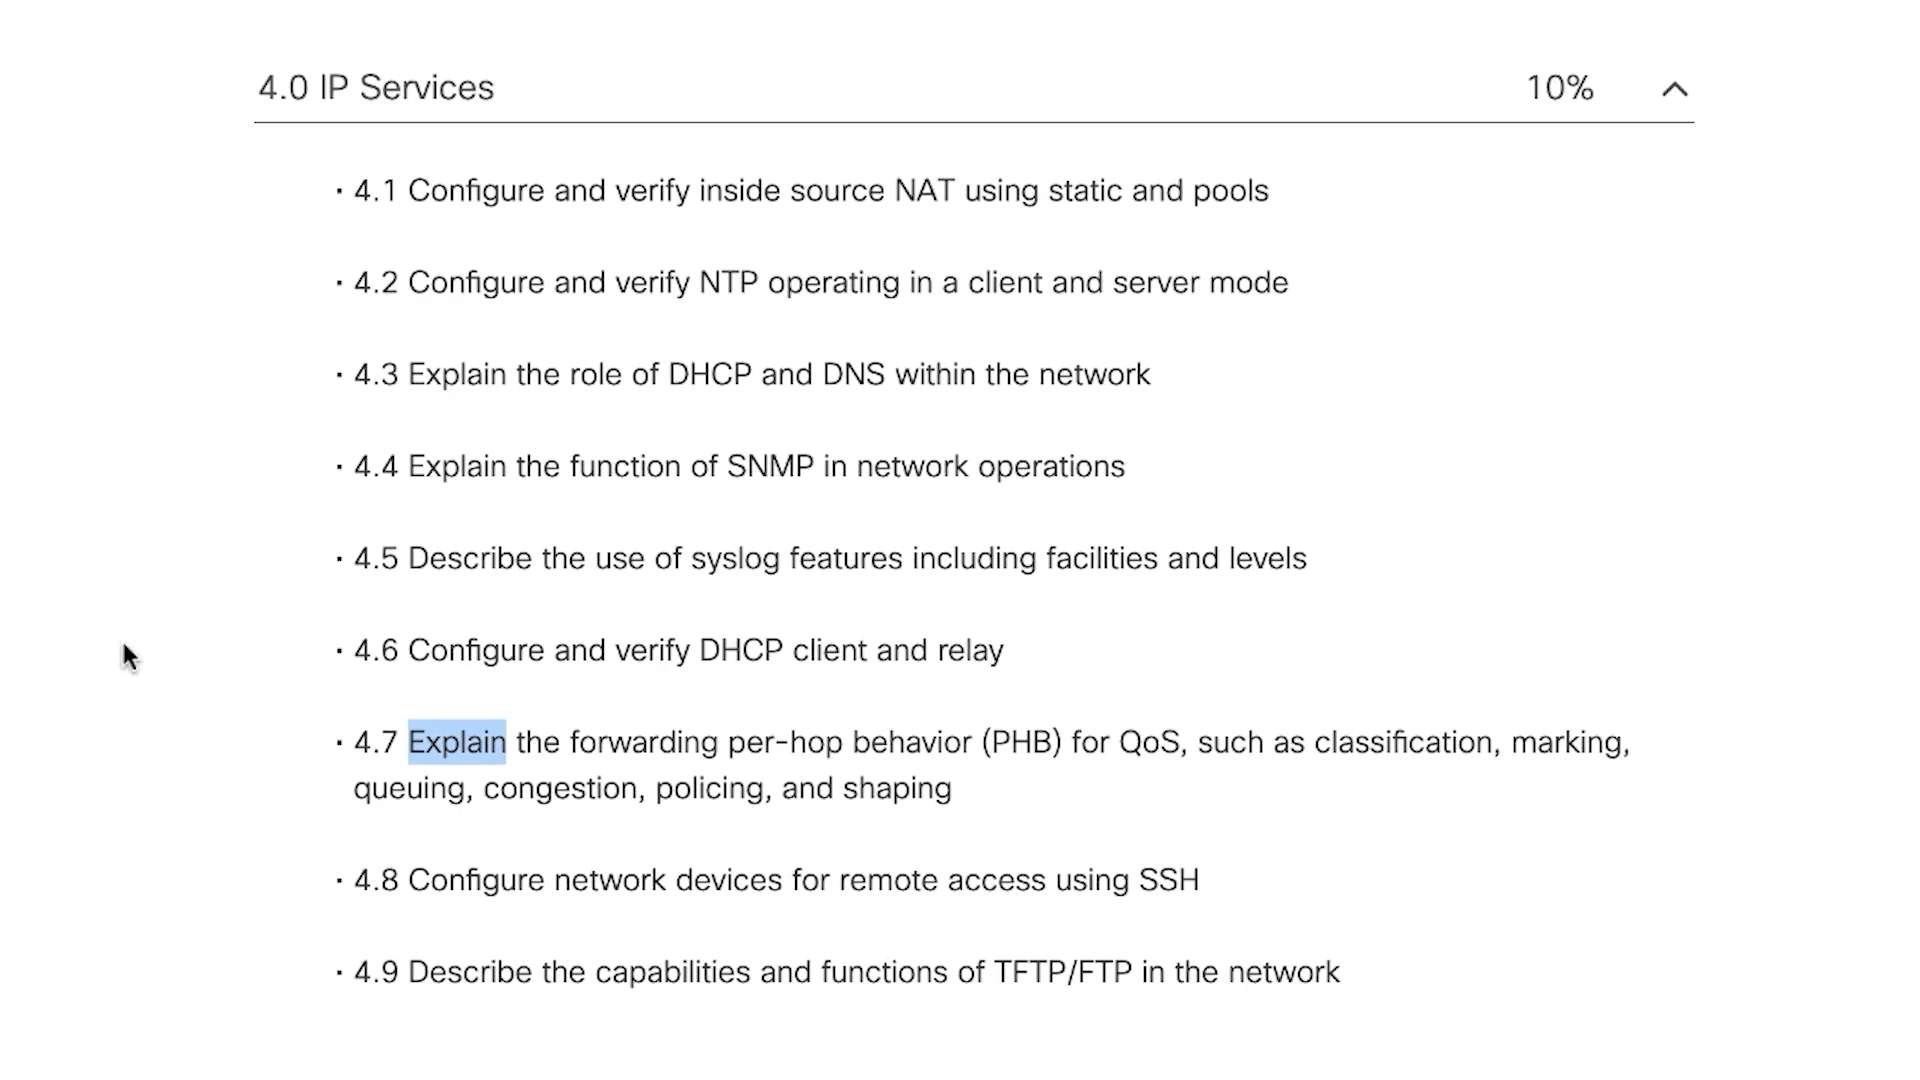 4.0 IP Services 10%
· 4.1 Configure and verify inside source NAT using static and pools
· 4.2 Configure and verify NTP operating in a client and server mode
· 4.3 Explain the role of DHCP and DNS within the network
· 4.4 Explain the function of SNMP in network operations
· 4.5 Describe the use of syslog features including facilities and levels
· 4.6 Configure and verify DHCP client and relay
· 4.7 Explain the forwarding per-hop behavior (PHB) for QoS, such as classification, marking,
queuing, congestion, policing, and shaping
· 4.8 Configure network devices for remote access using SSH
· 4.9 Describe the capabilities and functions of TFTP/FTP in the network